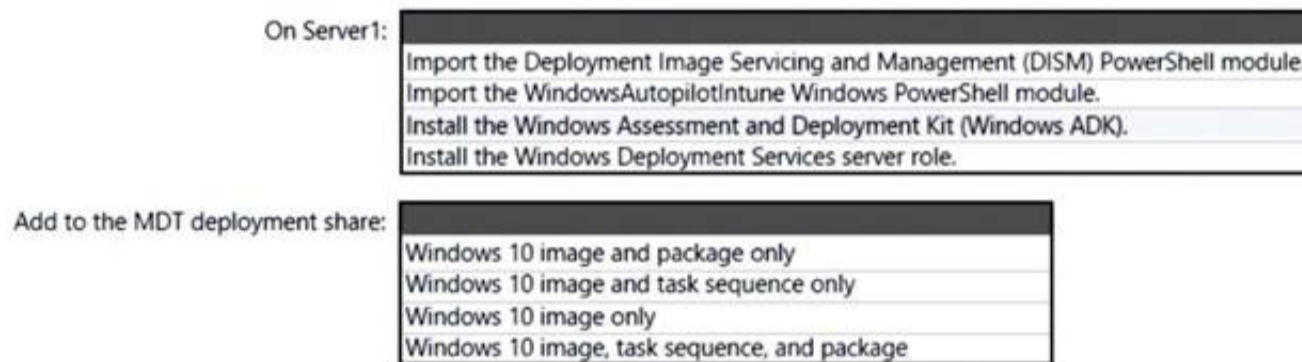 On Server1:
Import the Deployment Image Servicing and Management (DISM) PowerShell module.
Import the WindowsAutopilotIntune Windows PowerShell module.
Install the Windows Assessment and Deployment Kit (Windows ADK).
Install the Windows Deployment Services server role.
Add to the MDT deployment share:
Windows 10 image and package only
Windows 10 image and task sequence only
Windows 10 image only
Windows 10 image, task sequence, and package